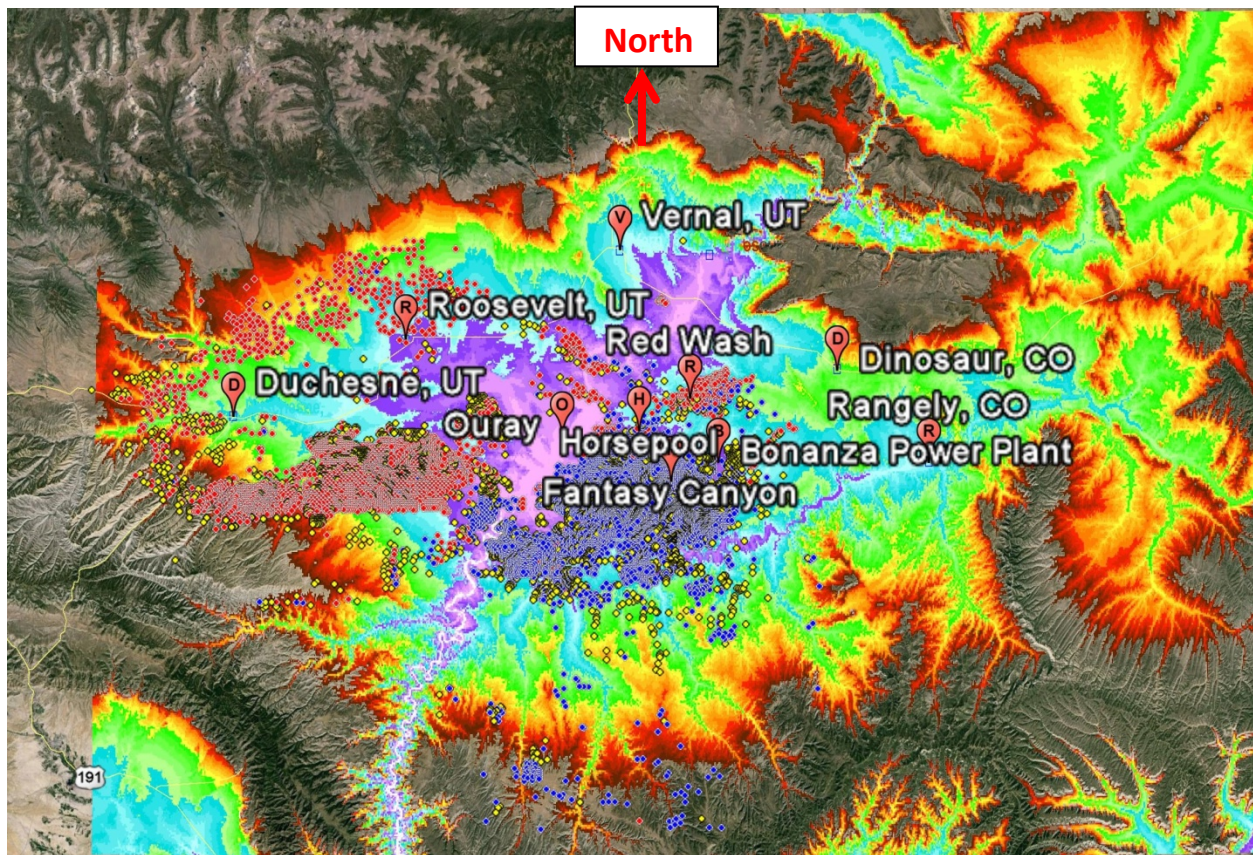 North
V Vernal, UT
R Roosevelt, UT
Red Wash
R
D Dinosaur, CO
D Duchesne, UT
Rangely, CO
O Ouray
H Horsepool
R
Bonanza Power Plant
Fantasy Canyon
191